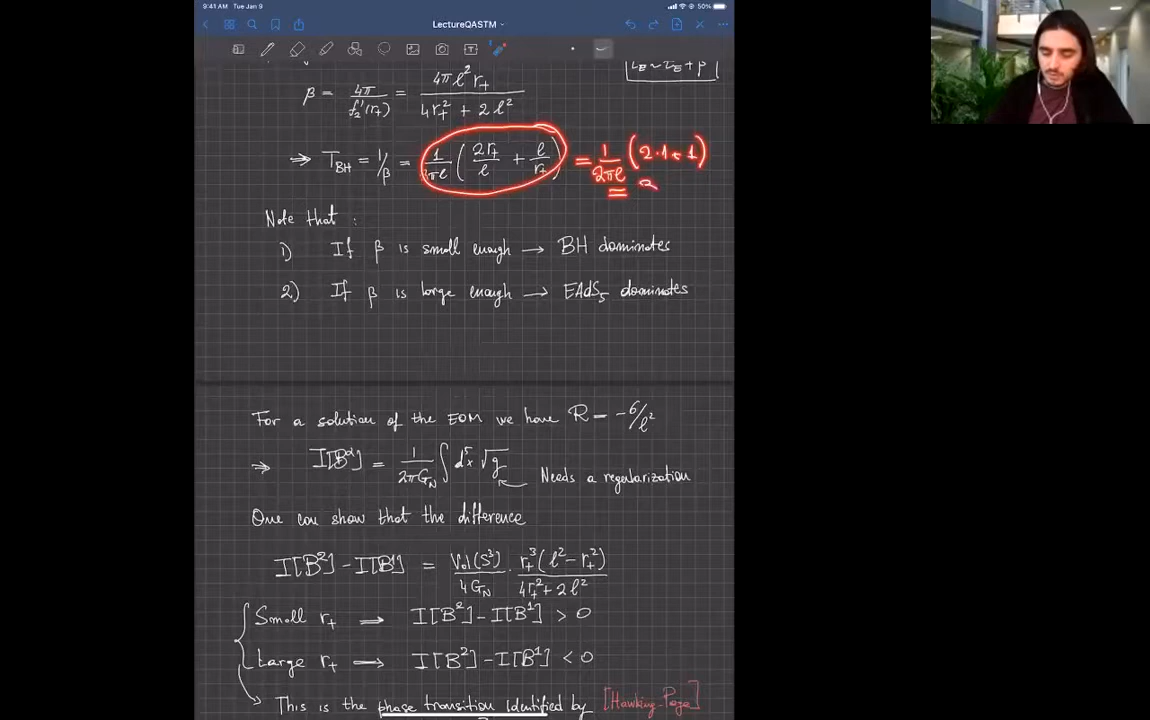 9:41 AM Tue Jan 9
50%
LectureQASTM
β = 4π / f₂'(r₊) = 4πl² r₊ / 4r₊² + 2l²
⇒ T_BH = 1/β = 1/2πl ( 2r₊/l + l/r₊ ) = 1/2πl (2·1+1)
Note that :
1) If β is small enough → BH dominates
2) If β is large enough → EAdS₅ dominates
For a solution of the EOM we have R = -6/l²
⇒ I[B^α] = 1/2πG_N ∫ d⁵x √g Needs a regularization
One can show that the difference
I[B²] - I[B¹] = Vol(S³)/4G_N · r₊³(l² - r₊²) / 4r₊² + 2l²
Small r₊ ⇒ I[B²] - I[B¹] > 0
Large r₊ ⟹ I[B²] - I[B¹] < 0
This is the phase transition identified by [Hawking-Page]